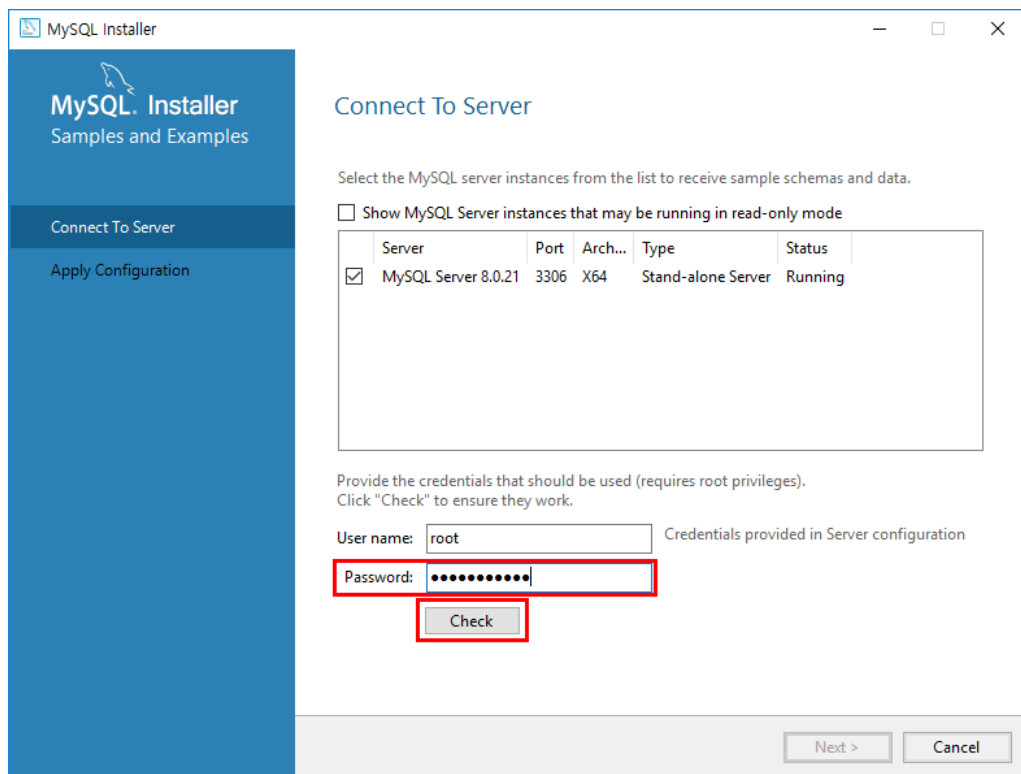 MySQL Installer
MySQL. Installer
Samples and Examples
Connect To Server
Apply Configuration
Connect To Server
Select the MySQL server instances from the list to receive sample schemas and data.
Show MySQL Server instances that may be running in read-only mode
Server Port Arch... Type Status
MySQL Server 8.0.21 3306 X64 Stand-alone Server Running
Provide the credentials that should be used (requires root privileges).
Click "Check" to ensure they work.
User name: root Credentials provided in Server configuration
Password: ●●●●●●●●●●●
Check
Next > Cancel